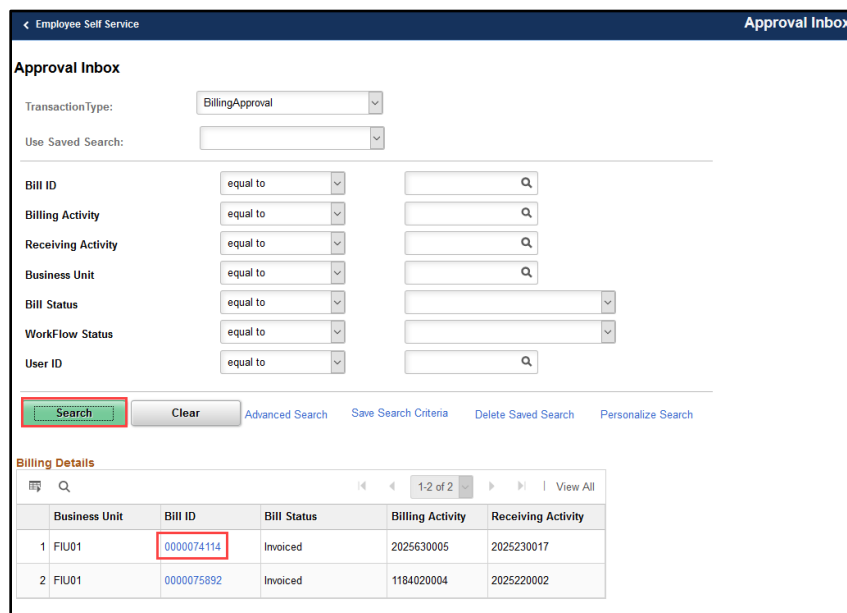 Employee Self Service Approval Inbox
Approval Inbox
TransactionType: BillingApproval
Use Saved Search:
Bill ID equal to
Billing Activity equal to
Receiving Activity equal to
Business Unit equal to
Bill Status equal to
WorkFlow Status equal to
User ID equal to
Search Clear Advanced Search Save Search Criteria Delete Saved Search Personalize Search
Billing Details
1-2 of 2 View All
Business Unit Bill ID Bill Status Billing Activity Receiving Activity
1 FIU01 0000074114 Invoiced 2025630005 2025230017
2 FIU01 0000075892 Invoiced 1184020004 2025220002